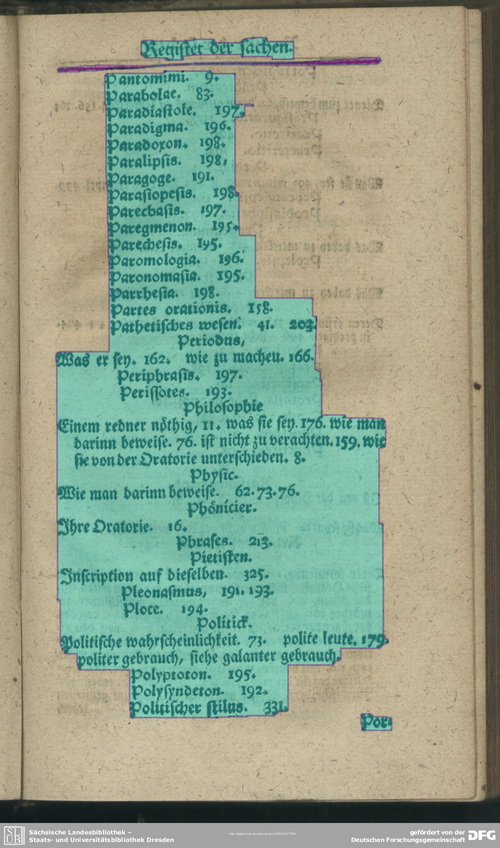 Register der sachen.
Pantomimi. 9.
Parabolae. 83.
Paradiastole. 197.
Paradigma. 196.
Paradoxon. 198.
Paralipsis. 198,
Paragoge. 191.
Parasiopesis. 198.
Parecbasis. 197.
Paregmenon. 195.
Parechesis. 195.
Paromologia. 196.
Paronomasia. 195.
Parrhesia. 198.
Partes orationis. 158.
Pathetisches wesen. 41. 203.
Periodus,
Was er sey. 162. wie zu machen. 166.
Periphrasis. 197.
Perissotes. 193.
Philosophie
Einem redner nöthig, 11. was sie sey. 176. wie man
darinn beweise. 76. ist nicht zu verachten. 159. wie
sie von der Oratorie unterschieden. 8.
Physic.
Wie man darinn beweise. 62. 73. 76.
Phönicier.
Ihre Oratorie. 16.
Phrases. 213.
Pietisten.
Inscription auf dieselben. 325.
Pleonasmus, 191. 193.
Ploce. 194.
Politick.
Politische wahrscheinlichkeit. 73. polite leute. 179.
politer gebrauch, siehe galanter gebrauch.
Polyptoton. 195.
Polysyndeton. 192.
Politischer stilus. 331.
Por-
Sächsische Landesbibliothek –
Staats- und Universitätsbibliothek Dresden
gefördert von der
Deutschen Forschungsgemeinschaft
DFG
SLUB